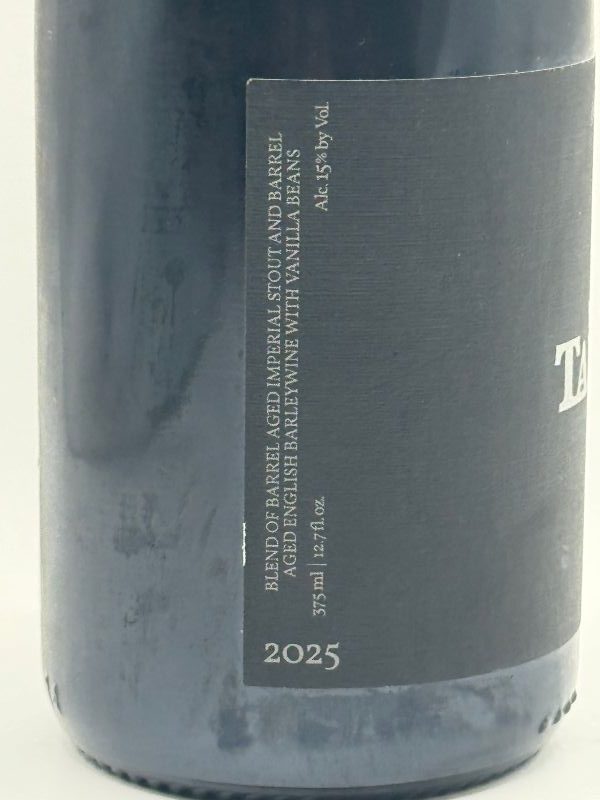 BLEND OF BARREL AGED IMPERIAL STOUT AND BARREL
AGED ENGLISH BARLEYWINE WITH VANILLA BEANS
375 ml | 12.7 fl. oz. Alc. 15% by Vol.
2025
TA